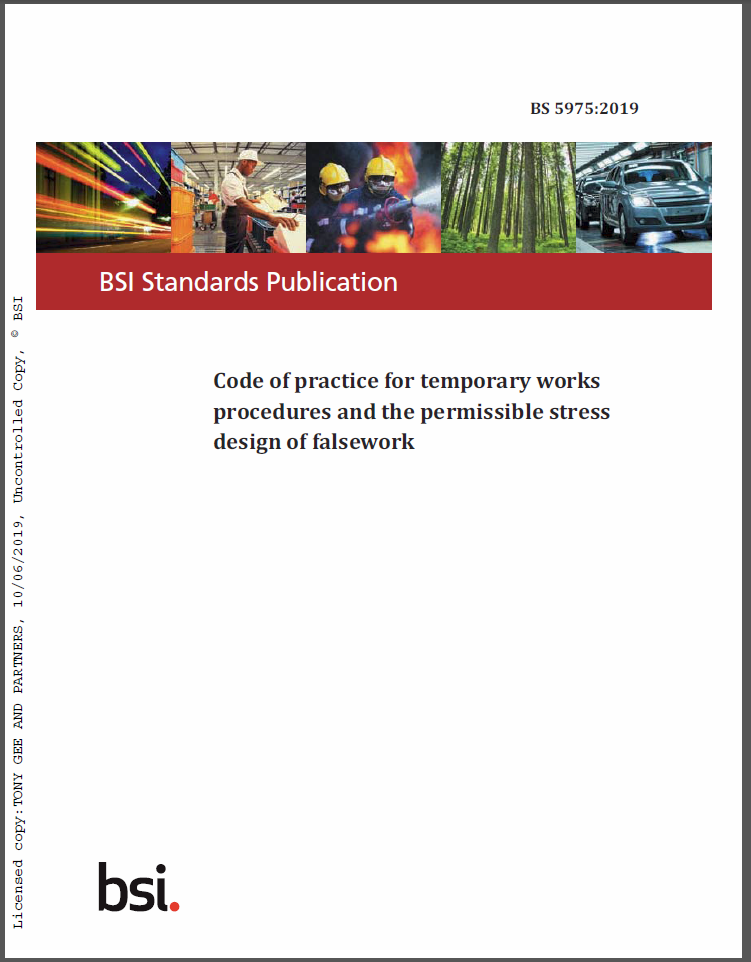 BS 5975:2019
BSI Standards Publication
Code of practice for temporary works
procedures and the permissible stress
design of falsework
Licensed copy:TONY GEE AND PARTNERS, 10/06/2019, Uncontrolled Copy, © BSI
bsi.